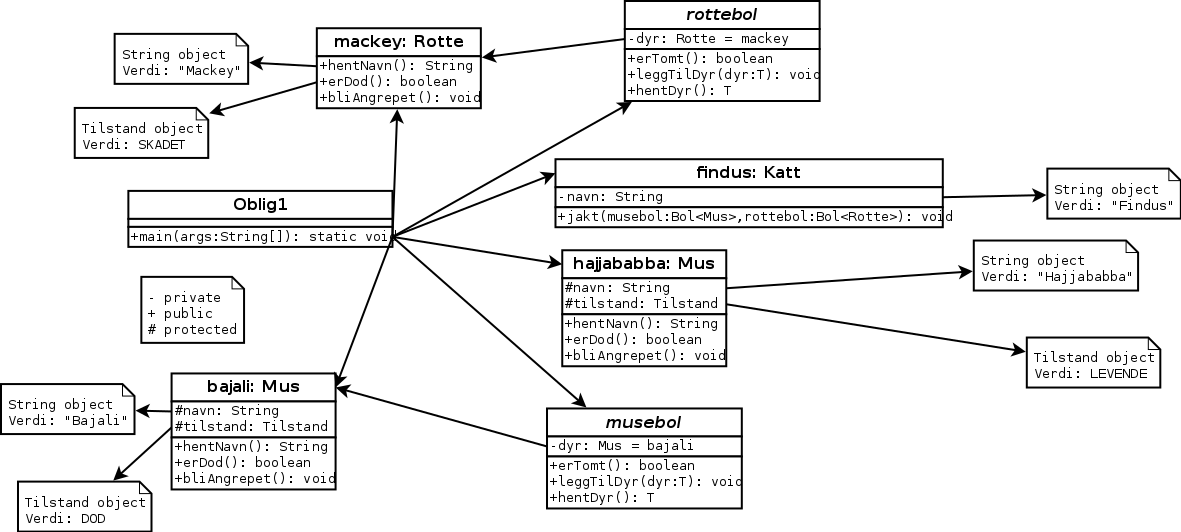 rottebol
-dyr: Rotte = mackey
+erTomt(): boolean
+leggTilDyr(dyr:T): void
+hentDyr(): T
mackey: Rotte
+hentNavn(): String
+erDod(): boolean
+bliAngrepet(): void
String object
Verdi: "Mackey"
Tilstand object
Verdi: SKADET
findus: Katt
-navn: String
+jakt(musebol:Bol<Mus>,rottebol:Bol<Rotte>): void
String object
Verdi: "Findus"
Oblig1
+main(args:String[]): static void
hajjababba: Mus
#navn: String
#tilstand: Tilstand
+hentNavn(): String
+erDod(): boolean
+bliAngrepet(): void
String object
Verdi: "Hajjababba"
- private
+ public
# protected
Tilstand object
Verdi: LEVENDE
bajali: Mus
#navn: String
#tilstand: Tilstand
+hentNavn(): String
+erDod(): boolean
+bliAngrepet(): void
String object
Verdi: "Bajali"
musebol
-dyr: Mus = bajali
+erTomt(): boolean
+leggTilDyr(dyr:T): void
+hentDyr(): T
Tilstand object
Verdi: DOD